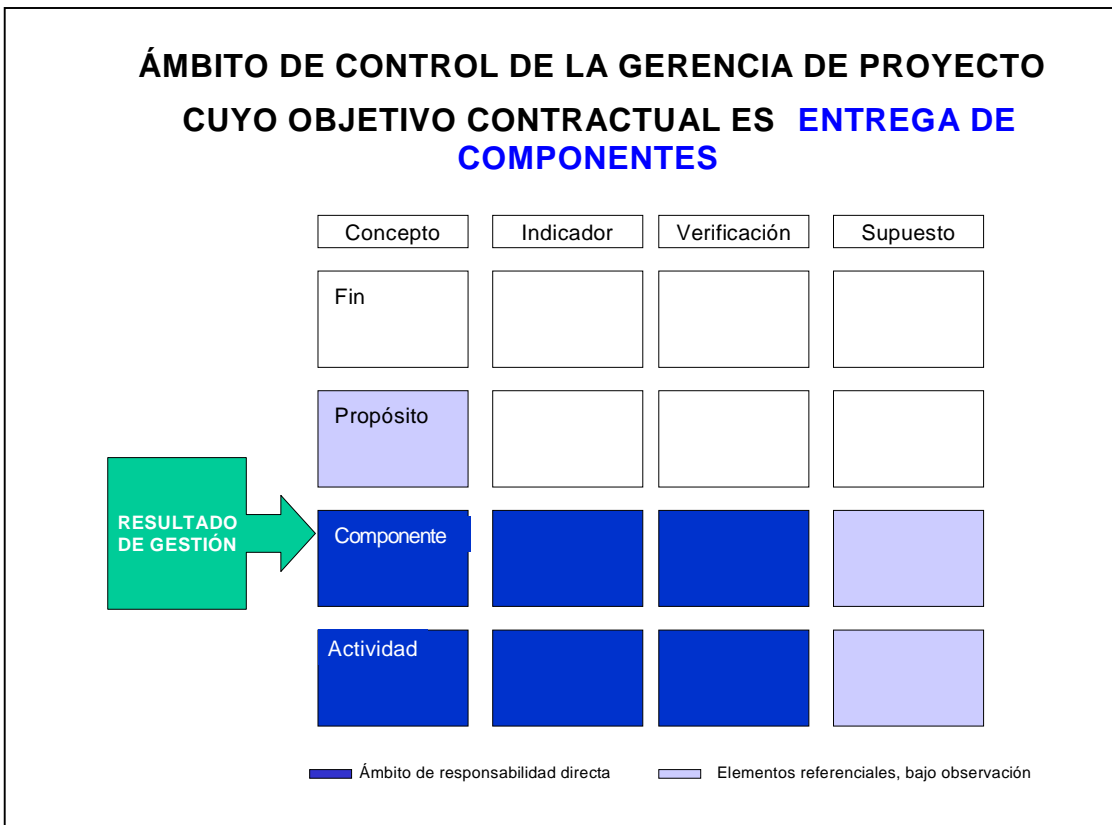 ÁMBITO DE CONTROL DE LA GERENCIA DE PROYECTO
CUYO OBJETIVO CONTRACTUAL ES ENTREGA DE
COMPONENTES
Concepto Indicador Verificación Supuesto
Fin
Propósito
RESULTADO
DE GESTIÓN
Componente
Actividad
Ámbito de responsabilidad directa Elementos referenciales, bajo observación